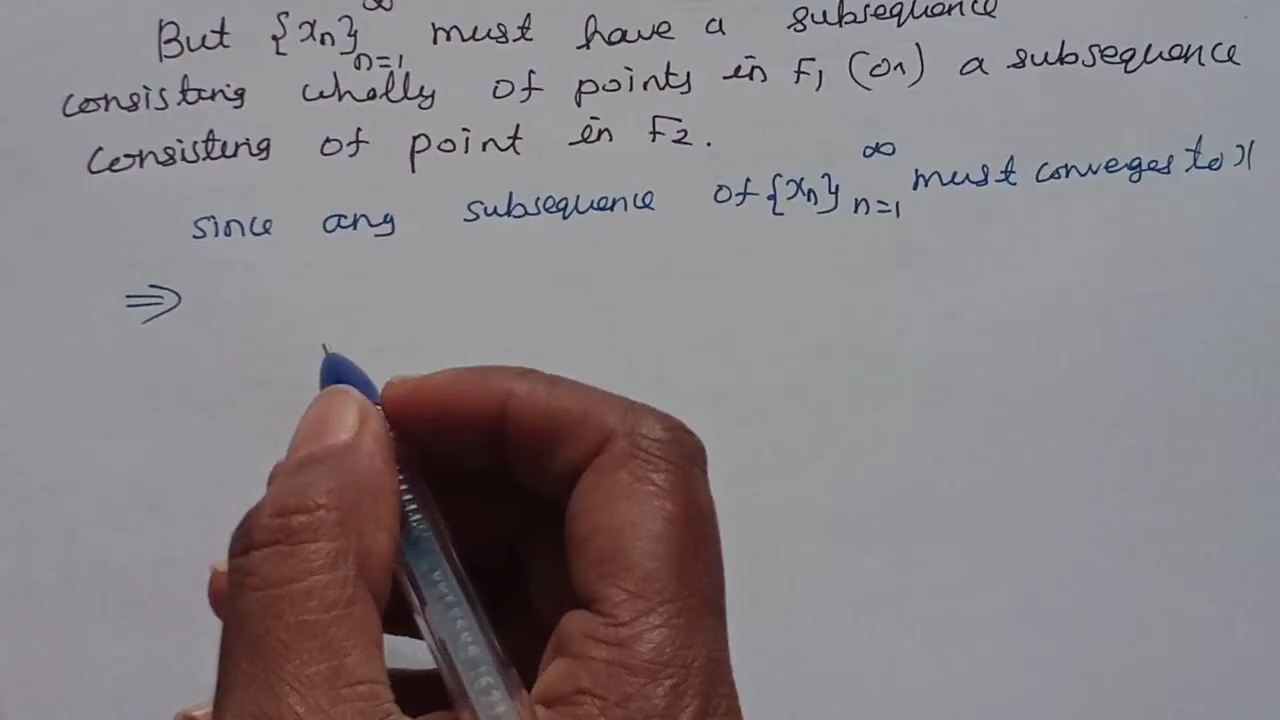 But {xn}∞n=1 must have a subsequence
consisting wholly of points in F1 (or) a subsequence
consisting of point in F2.
since any subsequence of {xn}∞n=1 must conveges to x
⇒